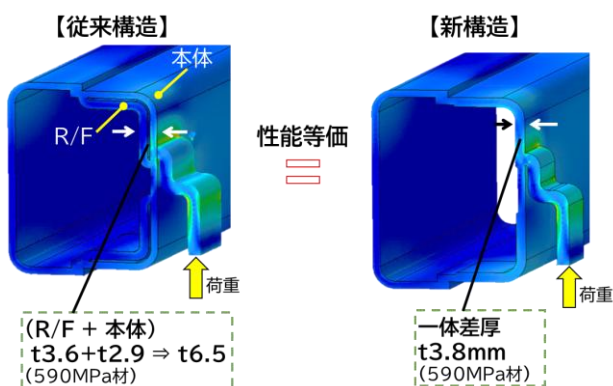 【従来構造】
本体
R/F
荷重
(R/F + 本体)
t3.6+t2.9 ⇒ t6.5
(590MPa材)
性能等価
=
【新構造】
荷重
一体差厚
t3.8mm
(590MPa材)